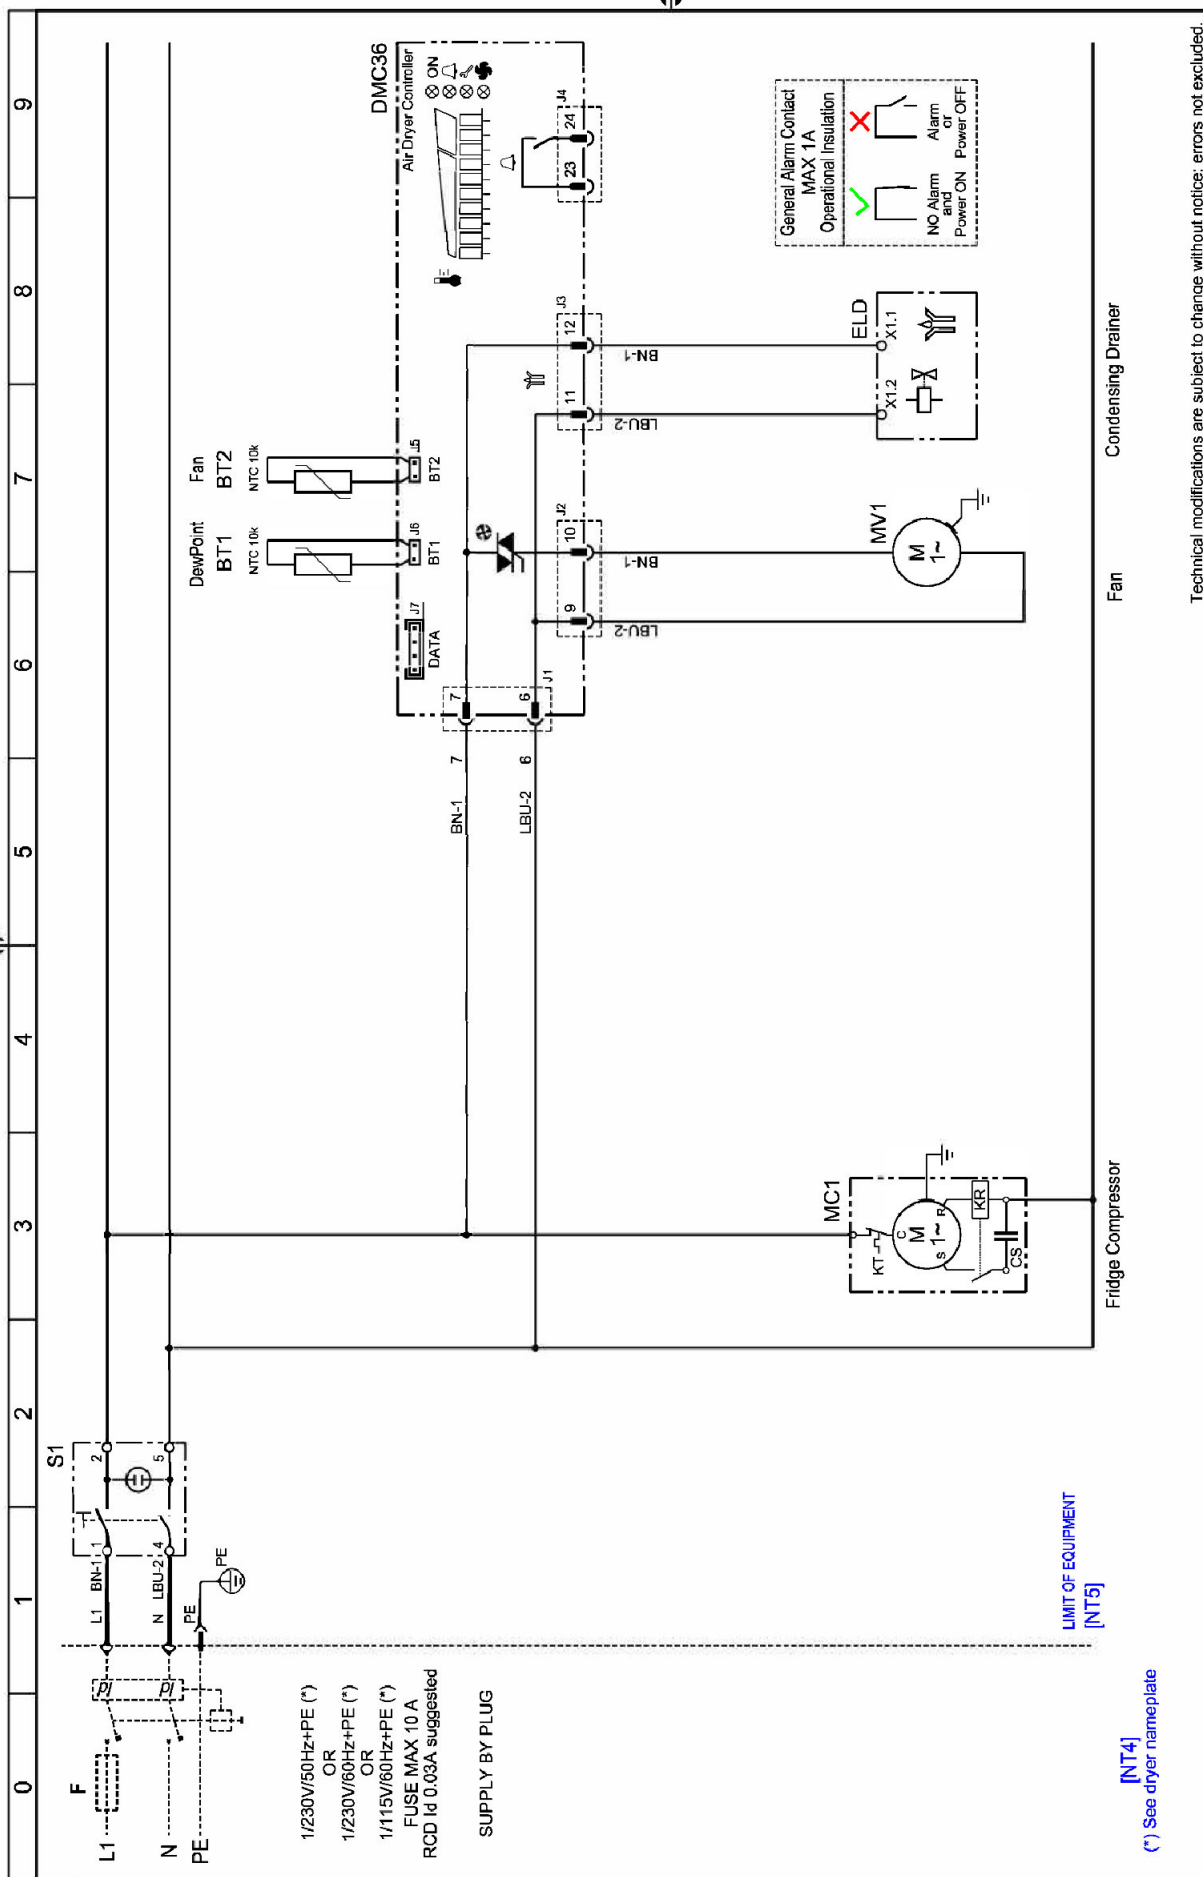 0 1 2 3 4 5 6 7 8 9
F
L1
N
PE
Id
Id
L1 BN-1
N LBU-2
PE
PE
S1
1 2
4 5
1/230V/50Hz+PE (*)
OR
1/230V/60Hz+PE (*)
OR
1/115V/60Hz+PE (*)
FUSE MAX 10 A
RCD Id 0.03A suggested
SUPPLY BY PLUG
LIMIT OF EQUIPMENT
[NT5]
[NT4]
(*) See dryer nameplate
BN-1 7
LBU-2 6
7
6
J1
DewPoint
BT1
NTC 10k
Fan
BT2
NTC 10k
J7
DATA
J6
BT1
J5
BT2
DMC36
Air Dryer Controller
ON
J2
9 10
LBU-2
BN-1
J3
11 12
LBU-2
BN-1
J4
23 24
General Alarm Contact
MAX 1A
Operational Insulation
NO Alarm
and
Power ON
Alarm
or
Power OFF
MC1
KT
C
M
1~
S
R
KR
CS
MV1
M
1~
ELD
X1.2
X1.1
Fridge Compressor
Fan
Condensing Drainer
Technical modifications are subject to change without notice; errors not excluded.